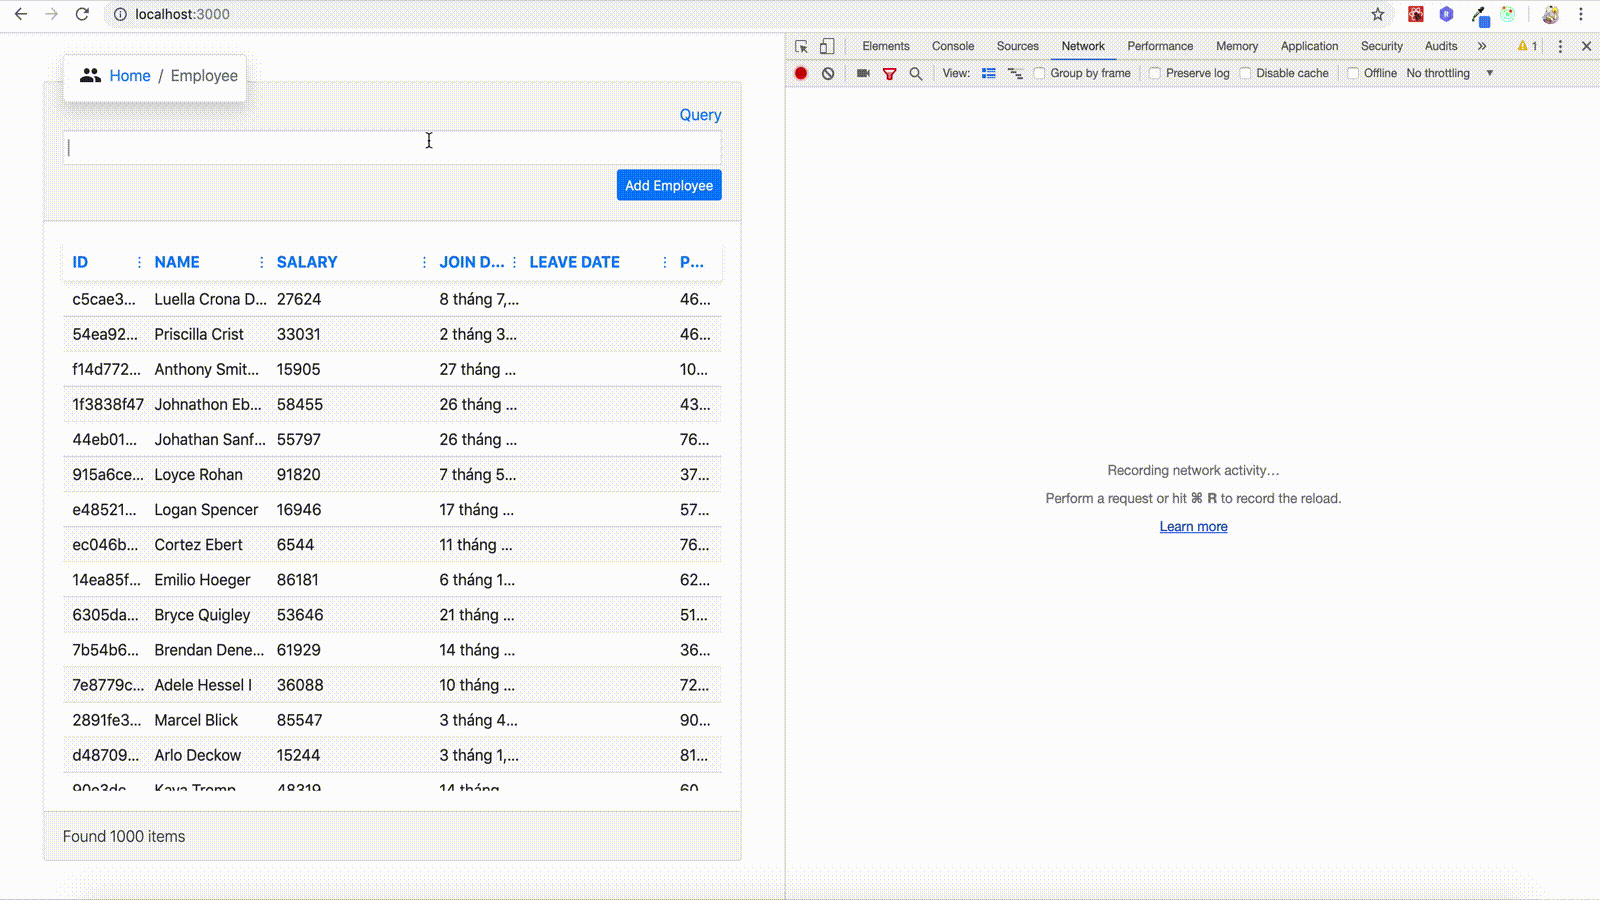 localhost:3000
Home / Employee
Query
Add Employee
ID NAME SALARY JOIN D... LEAVE DATE P...
c5cae3... Luella Crona D... 27624 8 tháng 7,... 46...
54ea92... Priscilla Crist 33031 2 tháng 3... 46...
f14d772... Anthony Smit... 15905 27 tháng ... 10...
1f3838f47 Johnathon Eb... 58455 26 tháng ... 43...
44eb01... Johathan Sanf... 55797 26 tháng ... 76...
915a6ce... Loyce Rohan 91820 7 tháng 5... 37...
e48521... Logan Spencer 16946 17 tháng ... 57...
ec046b... Cortez Ebert 6544 11 tháng ... 76...
14ea85f... Emilio Hoeger 86181 6 tháng 1... 62...
6305da... Bryce Quigley 53646 21 tháng ... 51...
7b54b6... Brendan Dene... 61929 14 tháng ... 36...
7e8779c... Adele Hessel I 36088 10 tháng ... 72...
2891fe3... Marcel Blick 85547 3 tháng 4... 90...
d48709... Arlo Deckow 15244 3 tháng 1,... 81...
90e3dc... Kaya Tromp 48319 14 tháng ... 60...
Found 1000 items
Elements Console Sources Network Performance Memory Application Security Audits » 1
View: Group by frame Preserve log Disable cache Offline No throttling
Recording network activity…
Perform a request or hit ⌘ R to record the reload.
Learn more